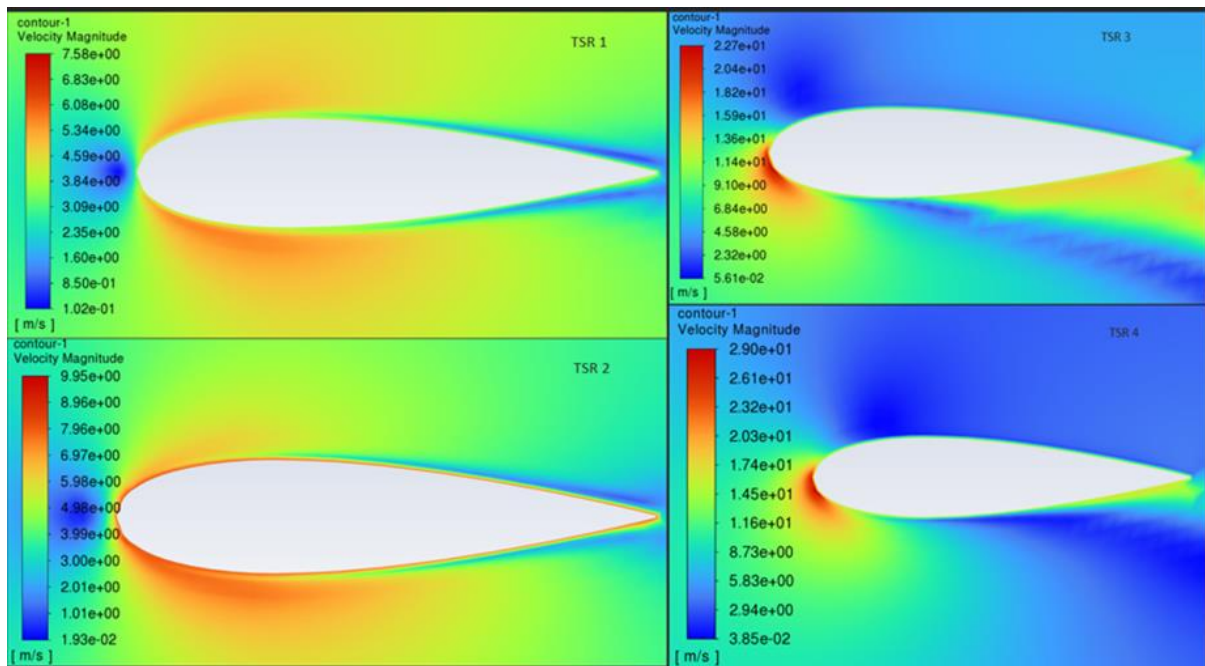 contour-1
Velocity Magnitude
TSR 1
7.58e+00
6.83e+00
6.08e+00
5.34e+00
4.59e+00
3.84e+00
3.09e+00
2.35e+00
1.60e+00
8.50e-01
1.02e-01
[ m/s ]
contour-1
Velocity Magnitude
TSR 2
9.95e+00
8.96e+00
7.96e+00
6.97e+00
5.98e+00
4.98e+00
3.99e+00
3.00e+00
2.01e+00
1.01e+00
1.93e-02
[ m/s ]
contour-1
Velocity Magnitude
TSR 3
2.27e+01
2.04e+01
1.82e+01
1.59e+01
1.36e+01
1.14e+01
9.10e+00
6.84e+00
4.58e+00
2.32e+00
5.61e-02
[ m/s ]
contour-1
Velocity Magnitude
TSR 4
2.90e+01
2.61e+01
2.32e+01
2.03e+01
1.74e+01
1.45e+01
1.16e+01
8.73e+00
5.83e+00
2.94e+00
3.85e-02
[ m/s ]